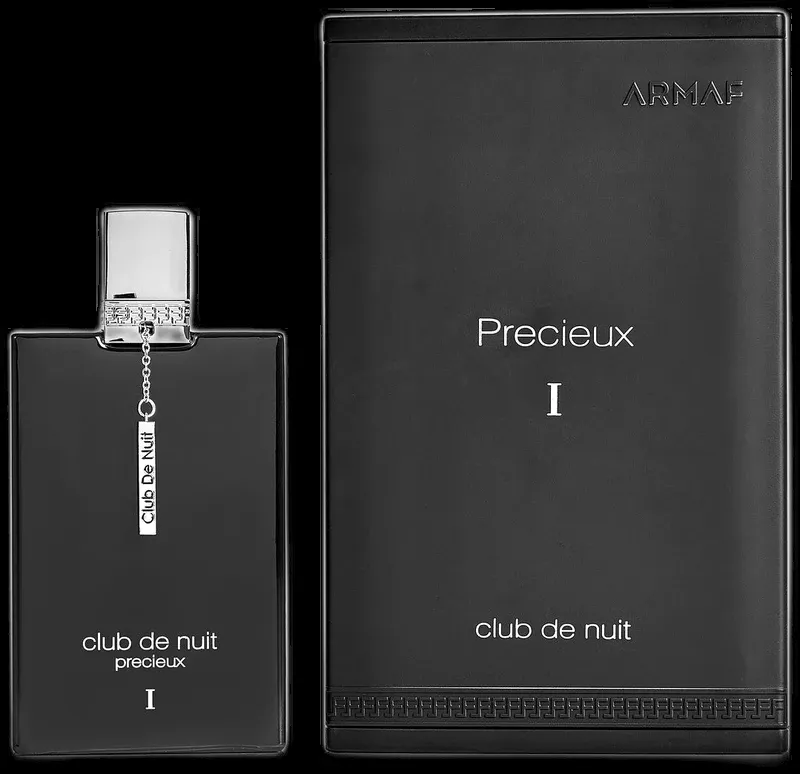 Club De Nuit
club de nuit
precieux
I
ARMAF
Precieux
I
club de nuit